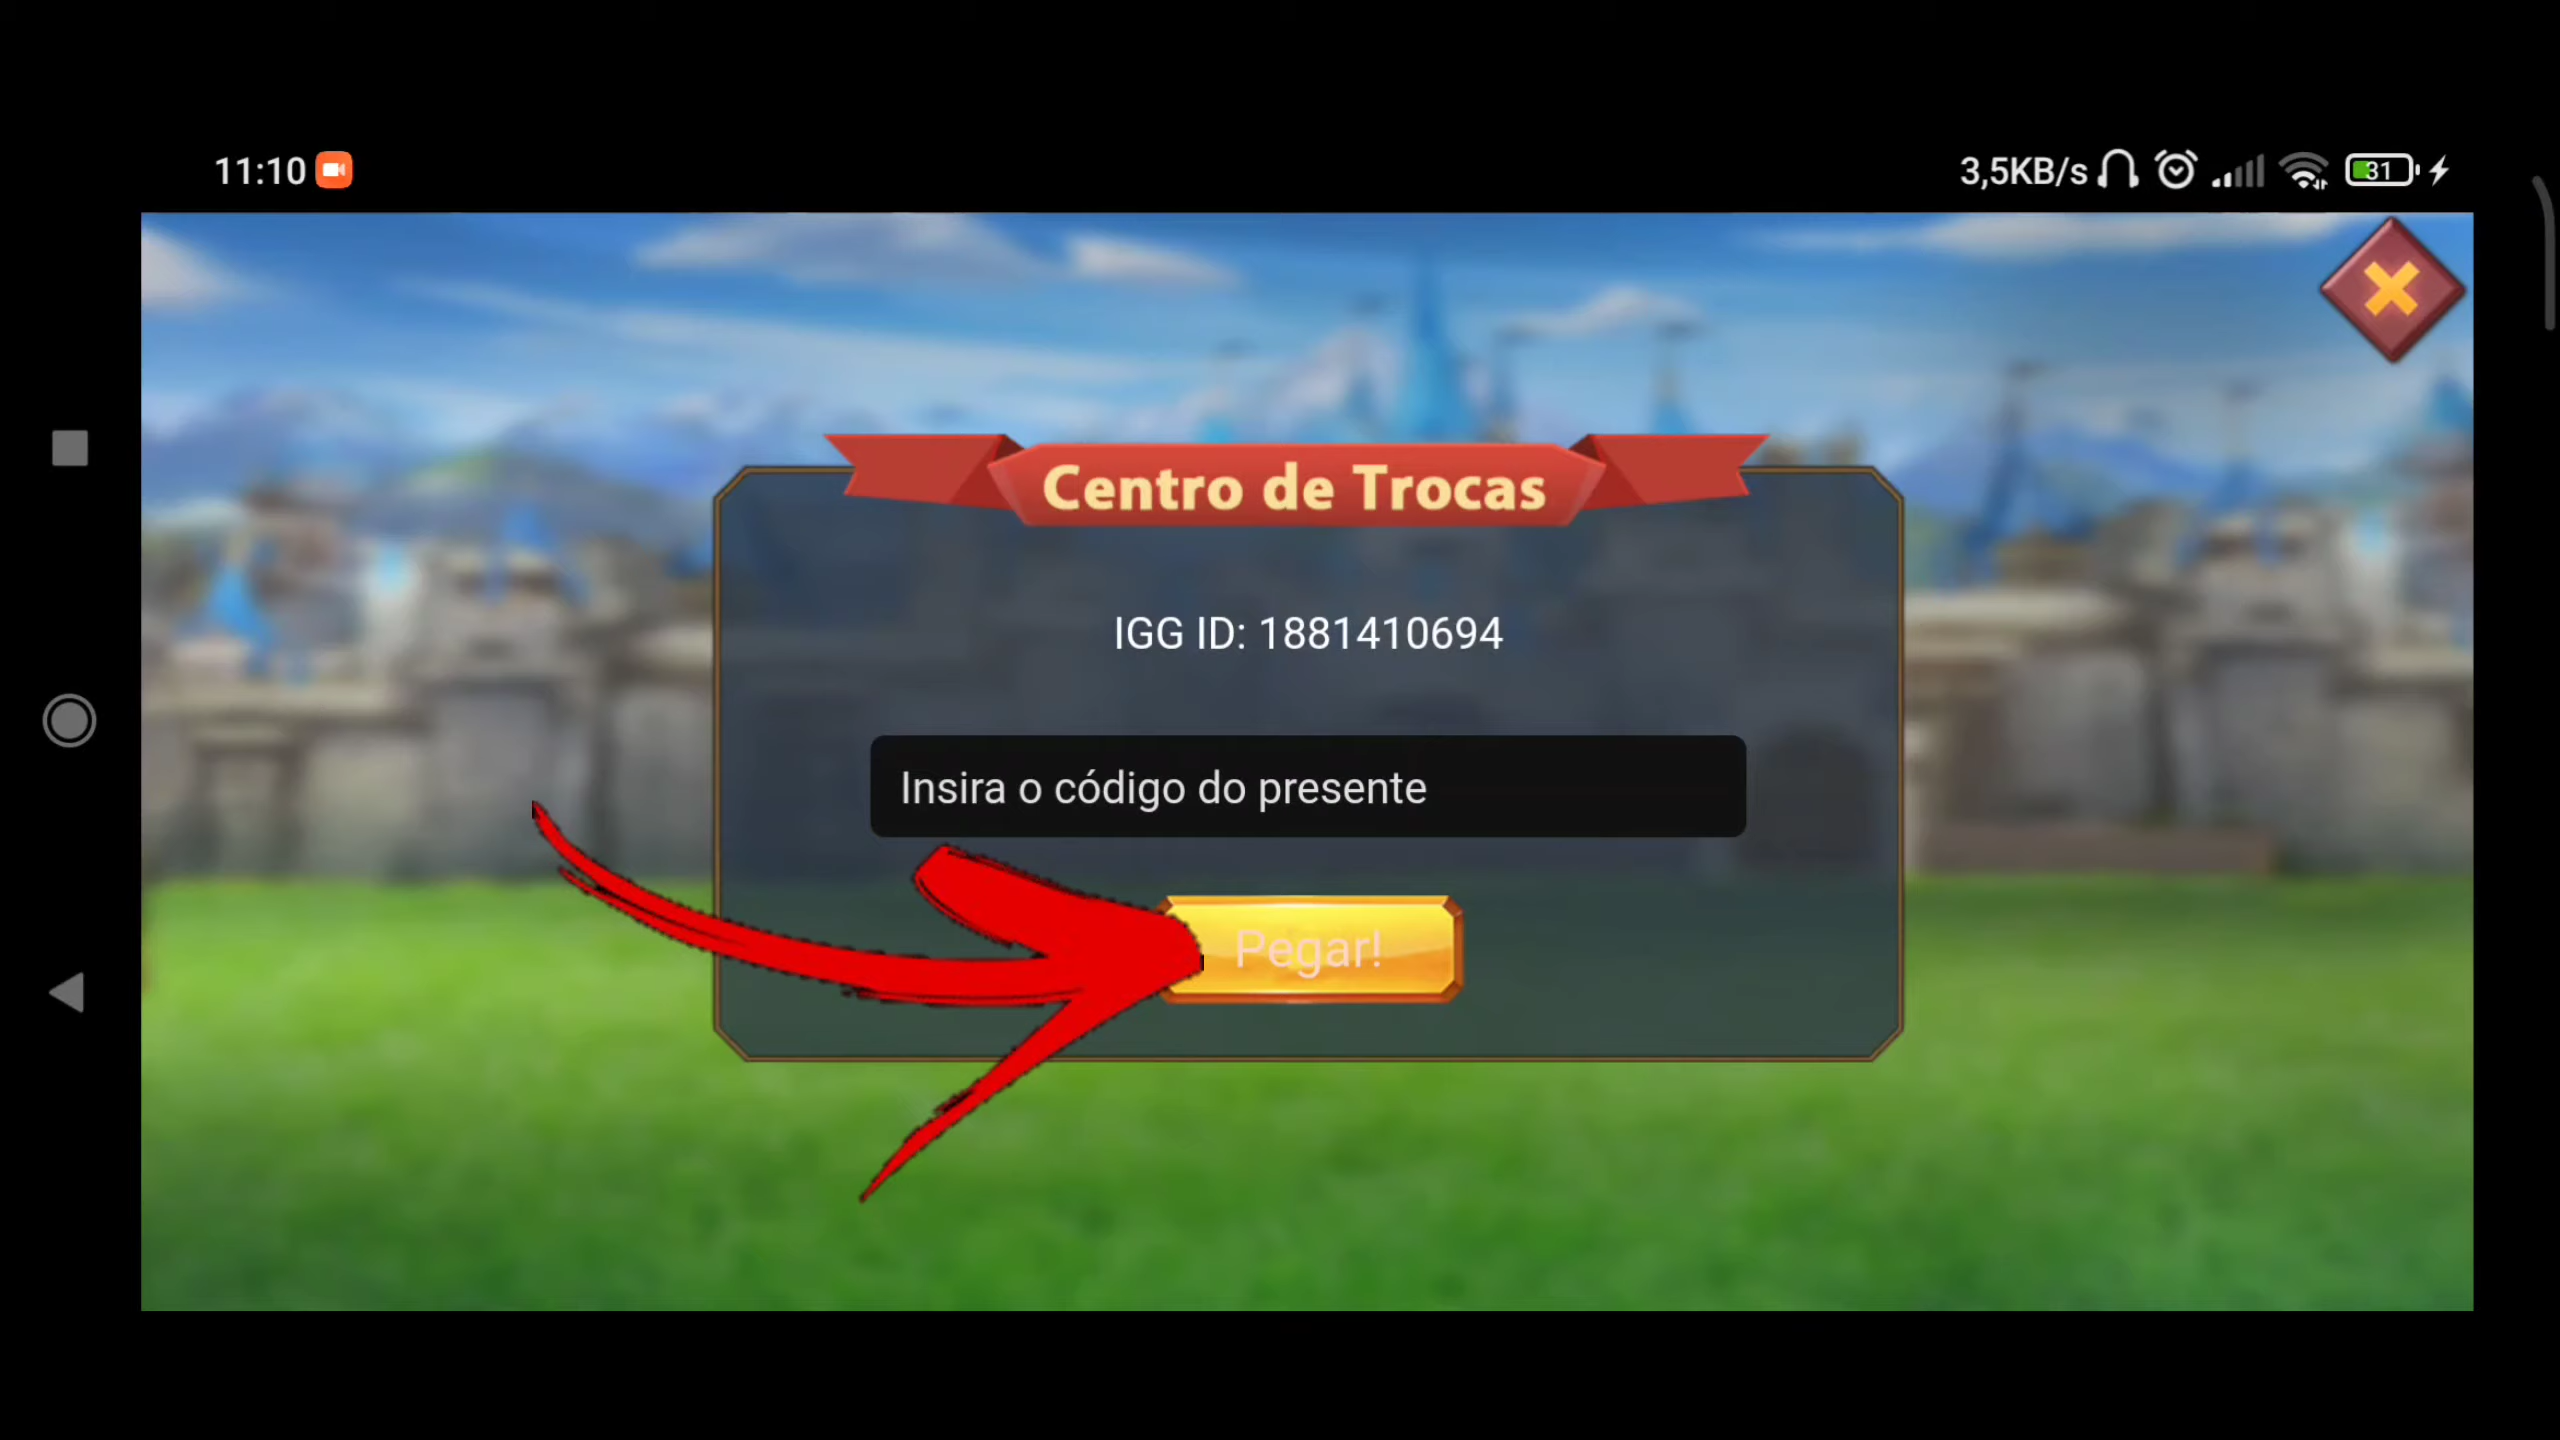 11:10
3,5KB/s
31
Centro de Trocas
IGG ID: 1881410694
Insira o código do presente
Pegar!